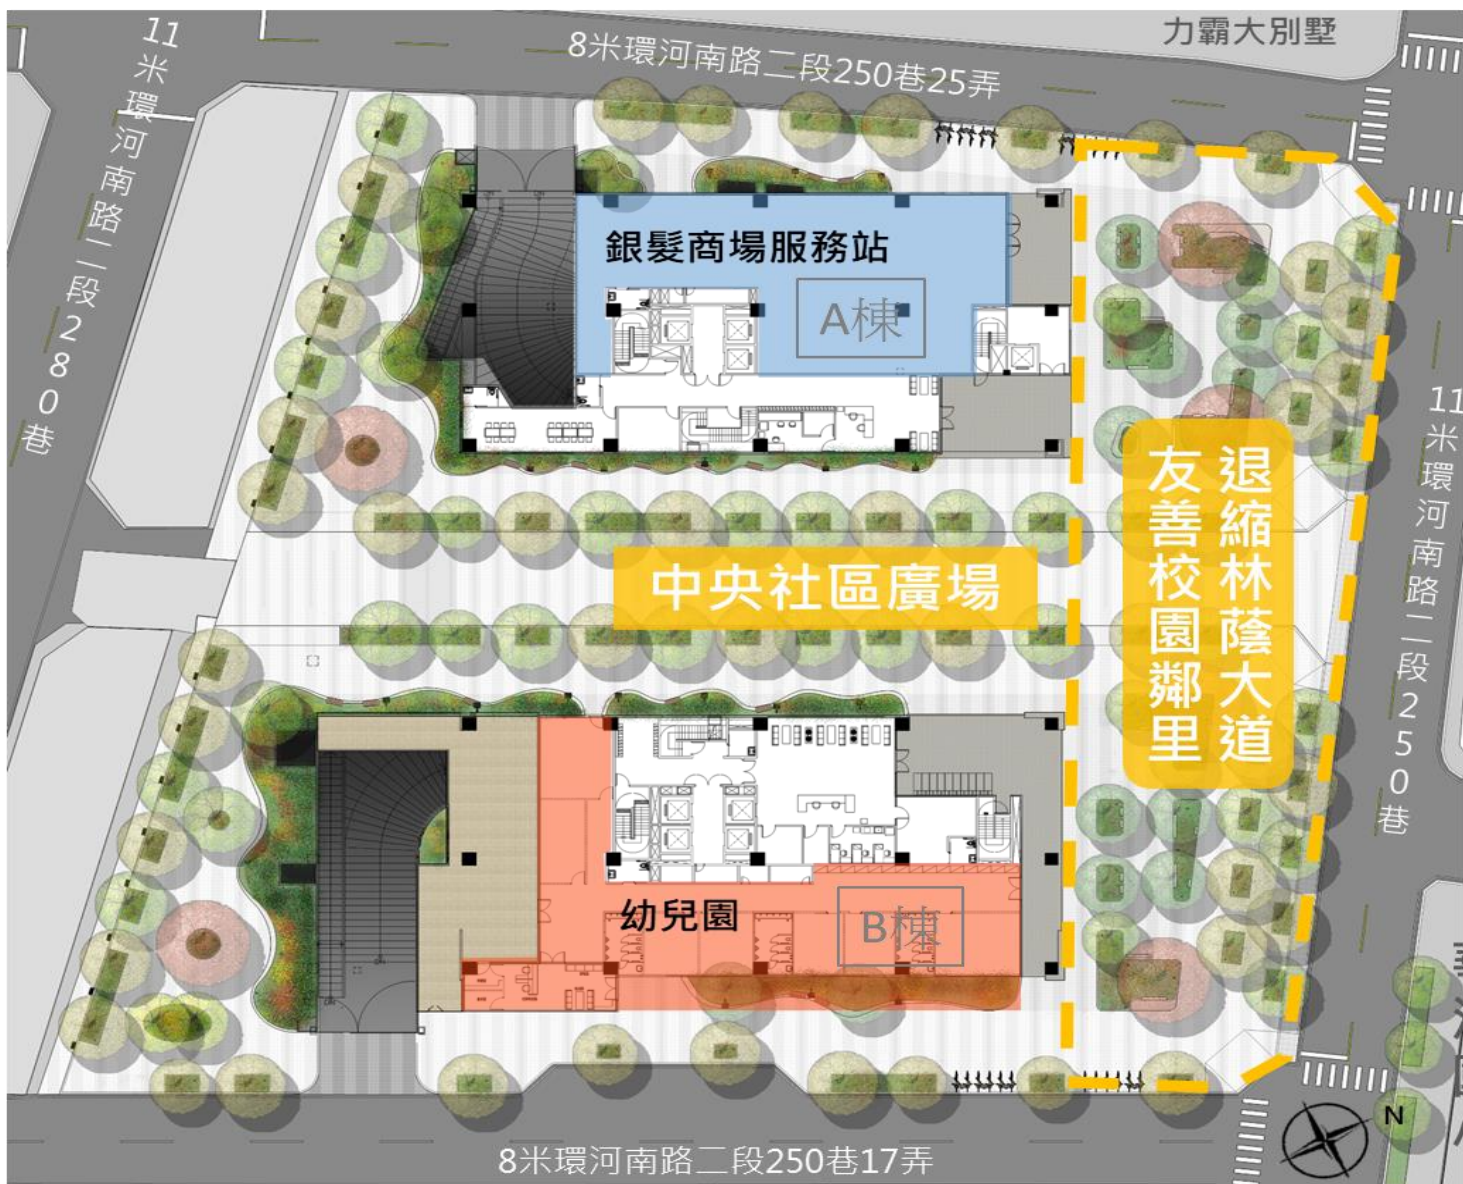 力霸大別墅
8米環河南路二段250巷25弄
11米環河南路二段280巷
銀髮商場服務站
A棟
退縮林蔭大道
友善校園鄰里
11米環河南路二段250巷
中央社區廣場
幼兒園
B棟
N
8米環河南路二段250巷17弄